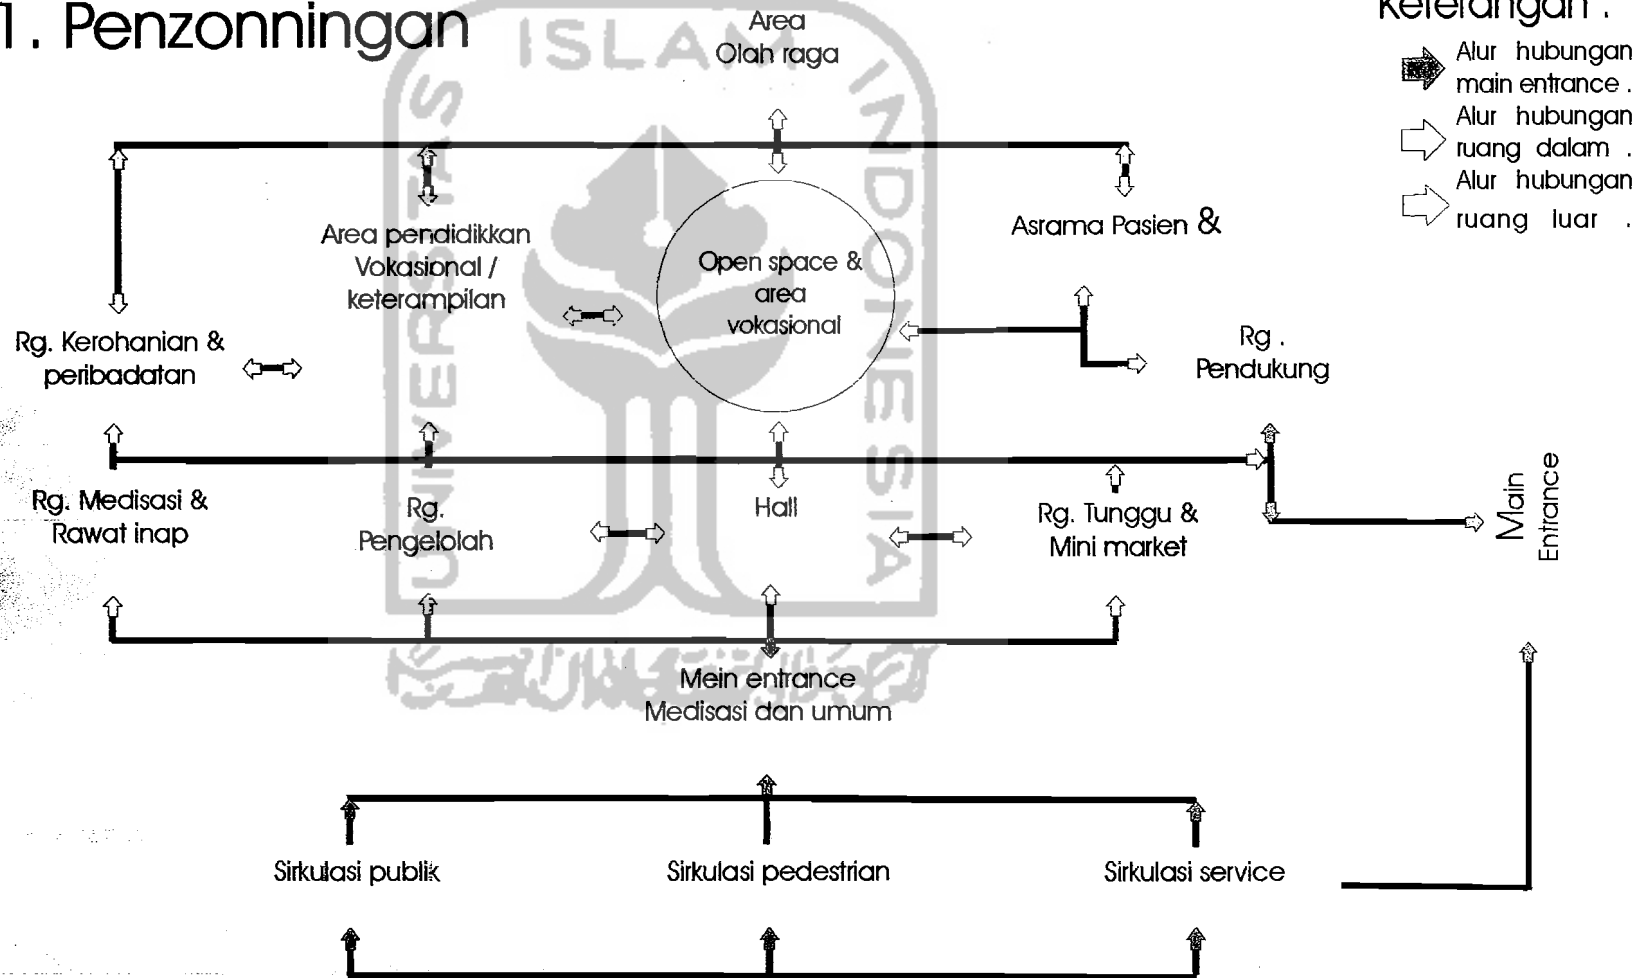 1. Penzonningan
Area
Olah raga
Keterangan :
Alur hubungan
main entrance .
Alur hubungan
ruang dalam .
Alur hubungan
ruang luar .
Area pendidikkan
Vokasional /
keterampilan
Open space &
area
vokasional
Asrama Pasien &
Rg. Kerohanian &
peribadatan
Rg .
Pendukung
Rg. Medisasi &
Rawat inap
Rg.
Pengelolah
Hall
Rg. Tunggu &
Mini market
Main
Entrance
Mein entrance
Medisasi dan umum
Sirkulasi publik
Sirkulasi pedestrian
Sirkulasi service
UNIVERSITAS
ISLAM
INDONESIA